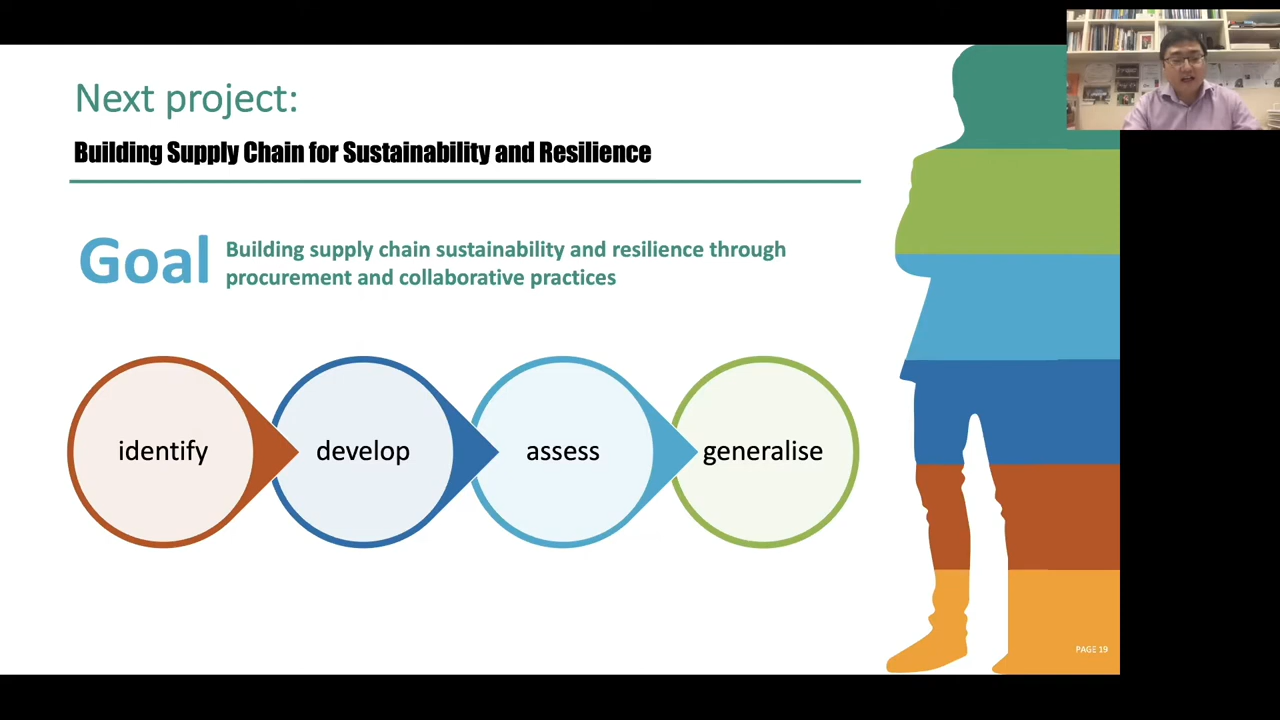 Next project:
Building Supply Chain for Sustainability and Resilience
Goal
Building supply chain sustainability and resilience through
procurement and collaborative practices
identify
develop
assess
generalise
PAGE 19